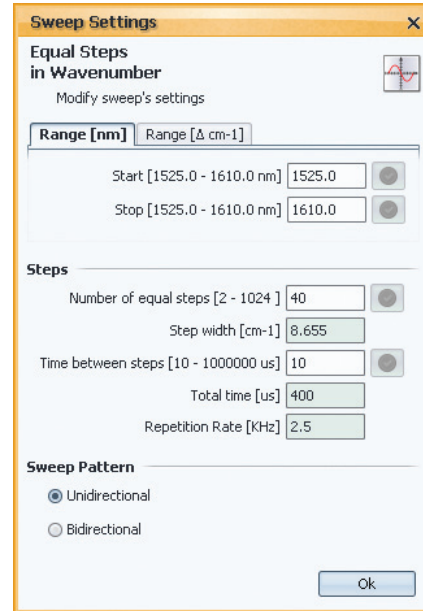 Sweep Settings
Equal Steps
in Wavenumber
Modify sweep's settings
Range [nm] Range [Δ cm-1]
Start [1525.0 - 1610.0 nm] 1525.0
Stop [1525.0 - 1610.0 nm] 1610.0
Steps
Number of equal steps [2 - 1024 ] 40
Step width [cm-1] 8.655
Time between steps [10 - 1000000 us] 10
Total time [us] 400
Repetition Rate [KHz] 2.5
Sweep Pattern
Unidirectional
Bidirectional
Ok